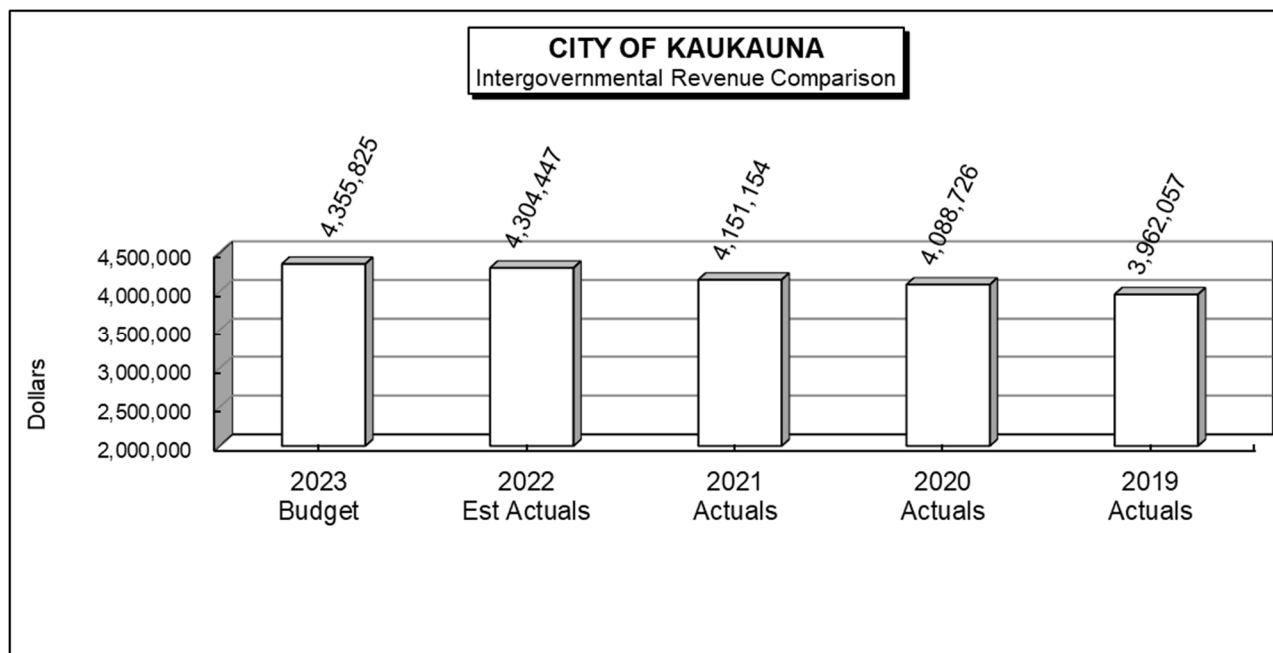 CITY OF KAUKAUNA
Intergovernmental Revenue Comparison
4,355,825
4,304,447
4,151,154
4,088,726
3,962,057
Dollars
4,500,000
4,000,000
3,500,000
3,000,000
2,500,000
2,000,000
2023 2022 2021 2020 2019
Budget Est Actuals Actuals Actuals Actuals